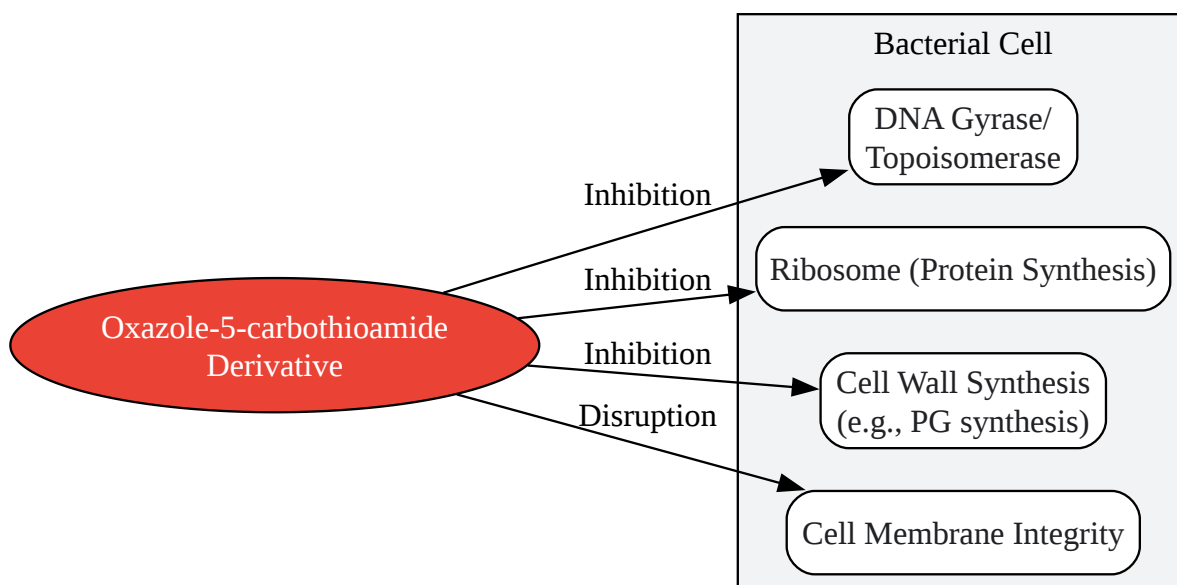 Bacterial Cell
DNA Gyrase/
Topoisomerase
Inhibition
Ribosome (Protein Synthesis)
Inhibition
Oxazole-5-carbothioamide
Derivative
Inhibition
Cell Wall Synthesis
(e.g., PG synthesis)
Disruption
Cell Membrane Integrity